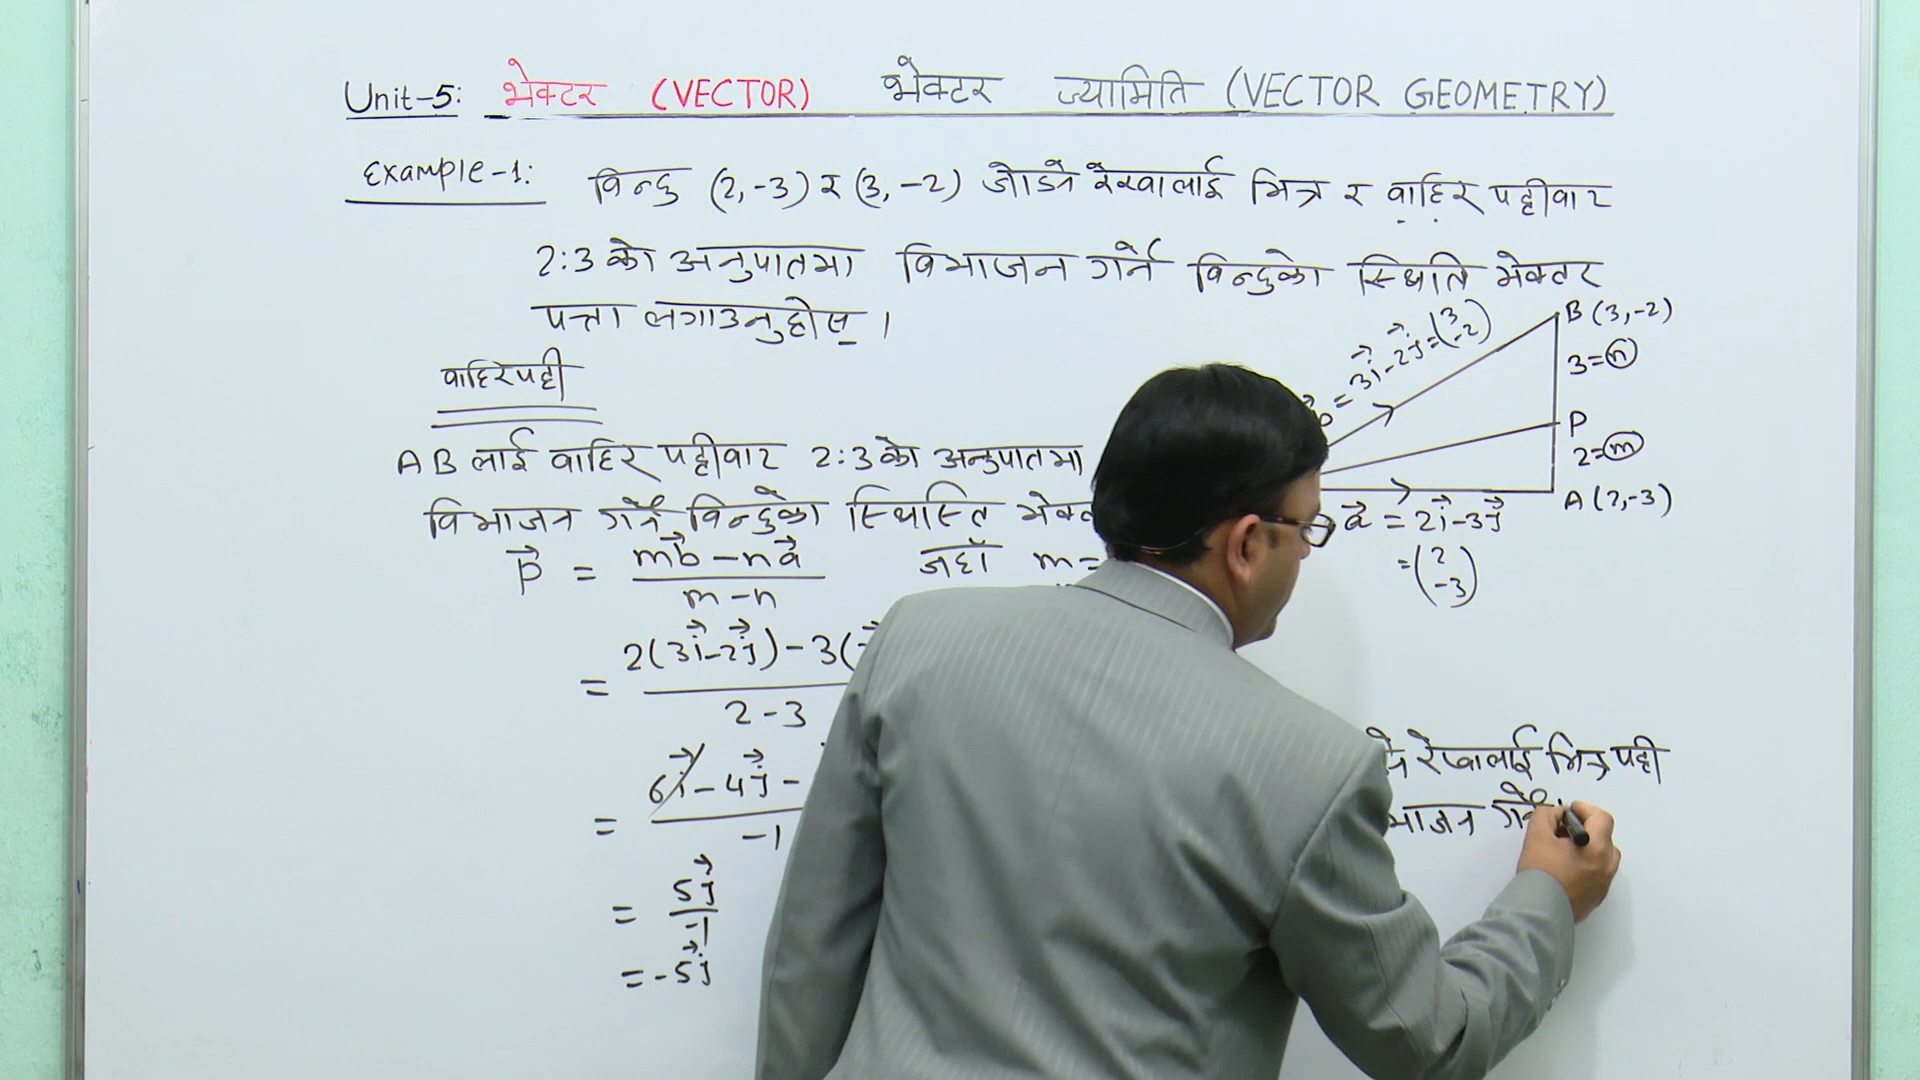 Unit-5: भेक्टर (VECTOR) भेक्टर ज्यामिति (VECTOR GEOMETRY)
Example-1: विन्दु (2,-3) र (3,-2) जोड्ने रेखालाई भित्र र वाहिर पट्टीवाट
2:3 को अनुपातमा विभाजन गर्ने विन्दुको स्थिति भेक्टर
पत्ता लगाउनुहोस् ।
वाहिरपट्टी
AB लाई वाहिर पट्टीवाट 2:3 को अनुपातमा
विभाजन गर्ने विन्दुको स्थिस्ति
p⃗ = (mb⃗ - na⃗)/(m - n) जहाँ m=
= 2(3i⃗-2j⃗) - 3(
2 - 3
= 6i⃗ - 4j⃗ -
-1
= 5j⃗/-1
= -5j⃗
B (3,-2)
= 3i⃗-2j⃗ = (3 -2)
3=n
P
2=m
A (2,-3)
a⃗ = 2i⃗-3j⃗
= (2 -3)
रेखालाई भित्र पट्टी
गर्ने